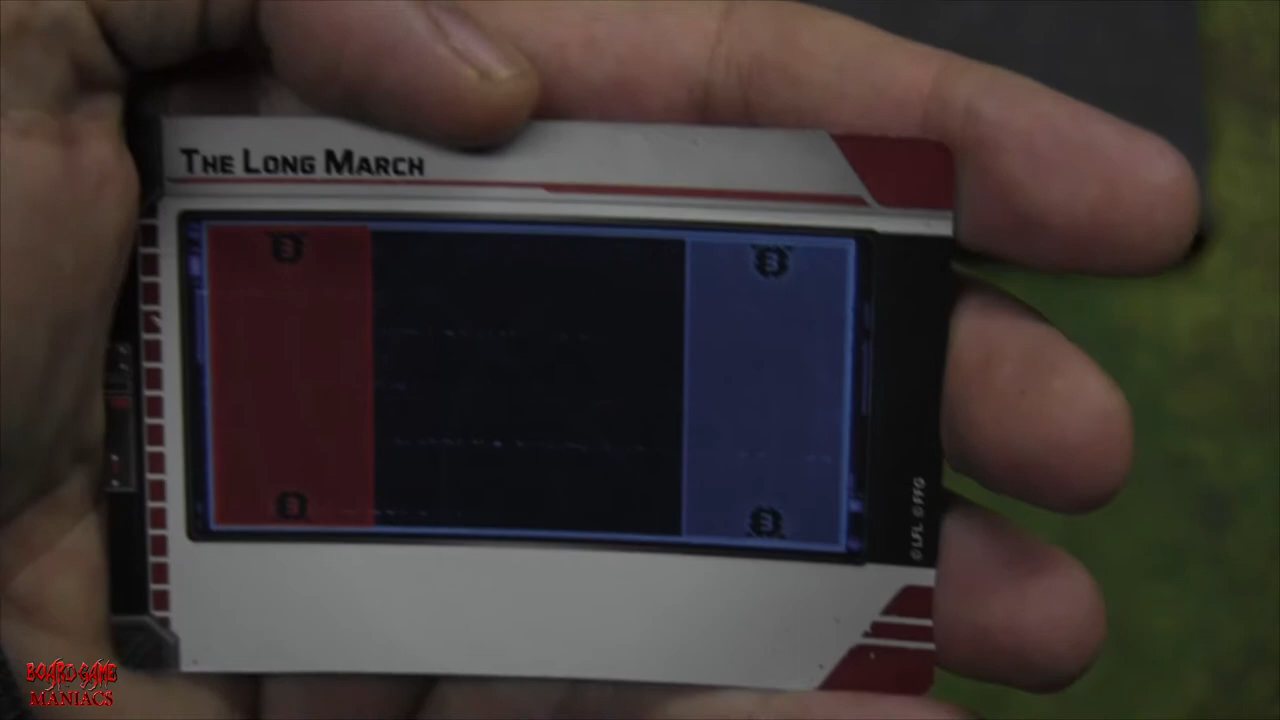 THE LONG MARCH
3
3
3
3
© LFL © FFG
BOARD GAME
MANIACS